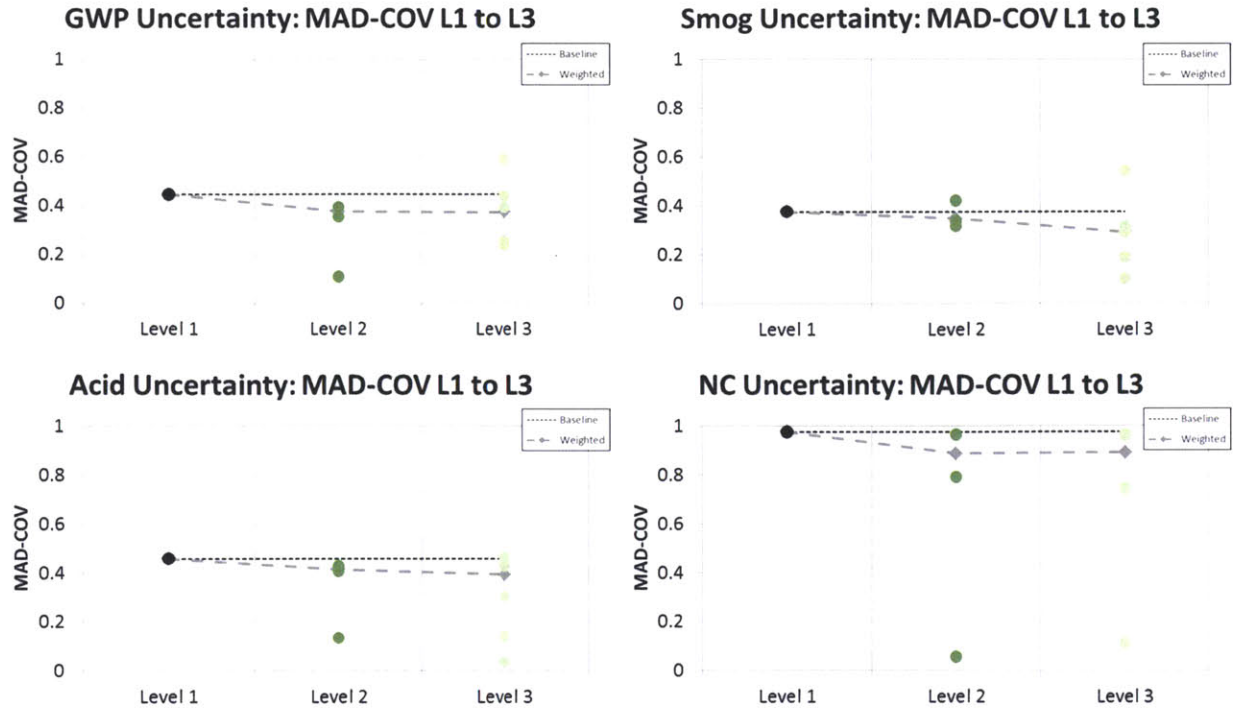 GWP Uncertainty: MAD-COV L1 to L3
MAD-COV
1
0.8
0.6
0.4
0.2
0
Level 1 Level 2 Level 3
Baseline
Weighted
Smog Uncertainty: MAD-COV L1 to L3
MAD-COV
1
0.8
0.6
0.4
0.2
0
Level 1 Level 2 Level 3
Baseline
Weighted
Acid Uncertainty: MAD-COV L1 to L3
MAD-COV
1
0.8
0.6
0.4
0.2
0
Level 1 Level 2 Level 3
Baseline
Weighted
NC Uncertainty: MAD-COV L1 to L3
MAD-COV
1
0.8
0.6
0.4
0.2
0
Level 1 Level 2 Level 3
Baseline
Weighted